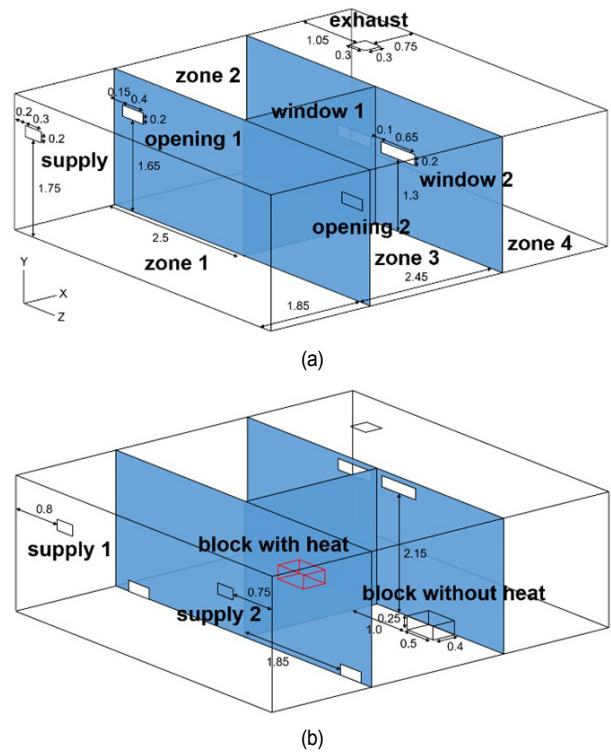 exhaust
1.05
0.75
0.3
0.3
zone 2
0.15
0.4
0.2
window 1
0.1
0.65
0.2
0.3
0.2
0.2
opening 1
supply
1.65
0.2
window 2
1.3
1.75
opening 2
2.5
zone 1
zone 3
zone 4
2.45
1.85
Y
X
Z
(a)
0.8
supply 1
block with heat
2.15
supply 2
0.75
block without heat
0.25
1.0
0.5
0.4
1.85
(b)